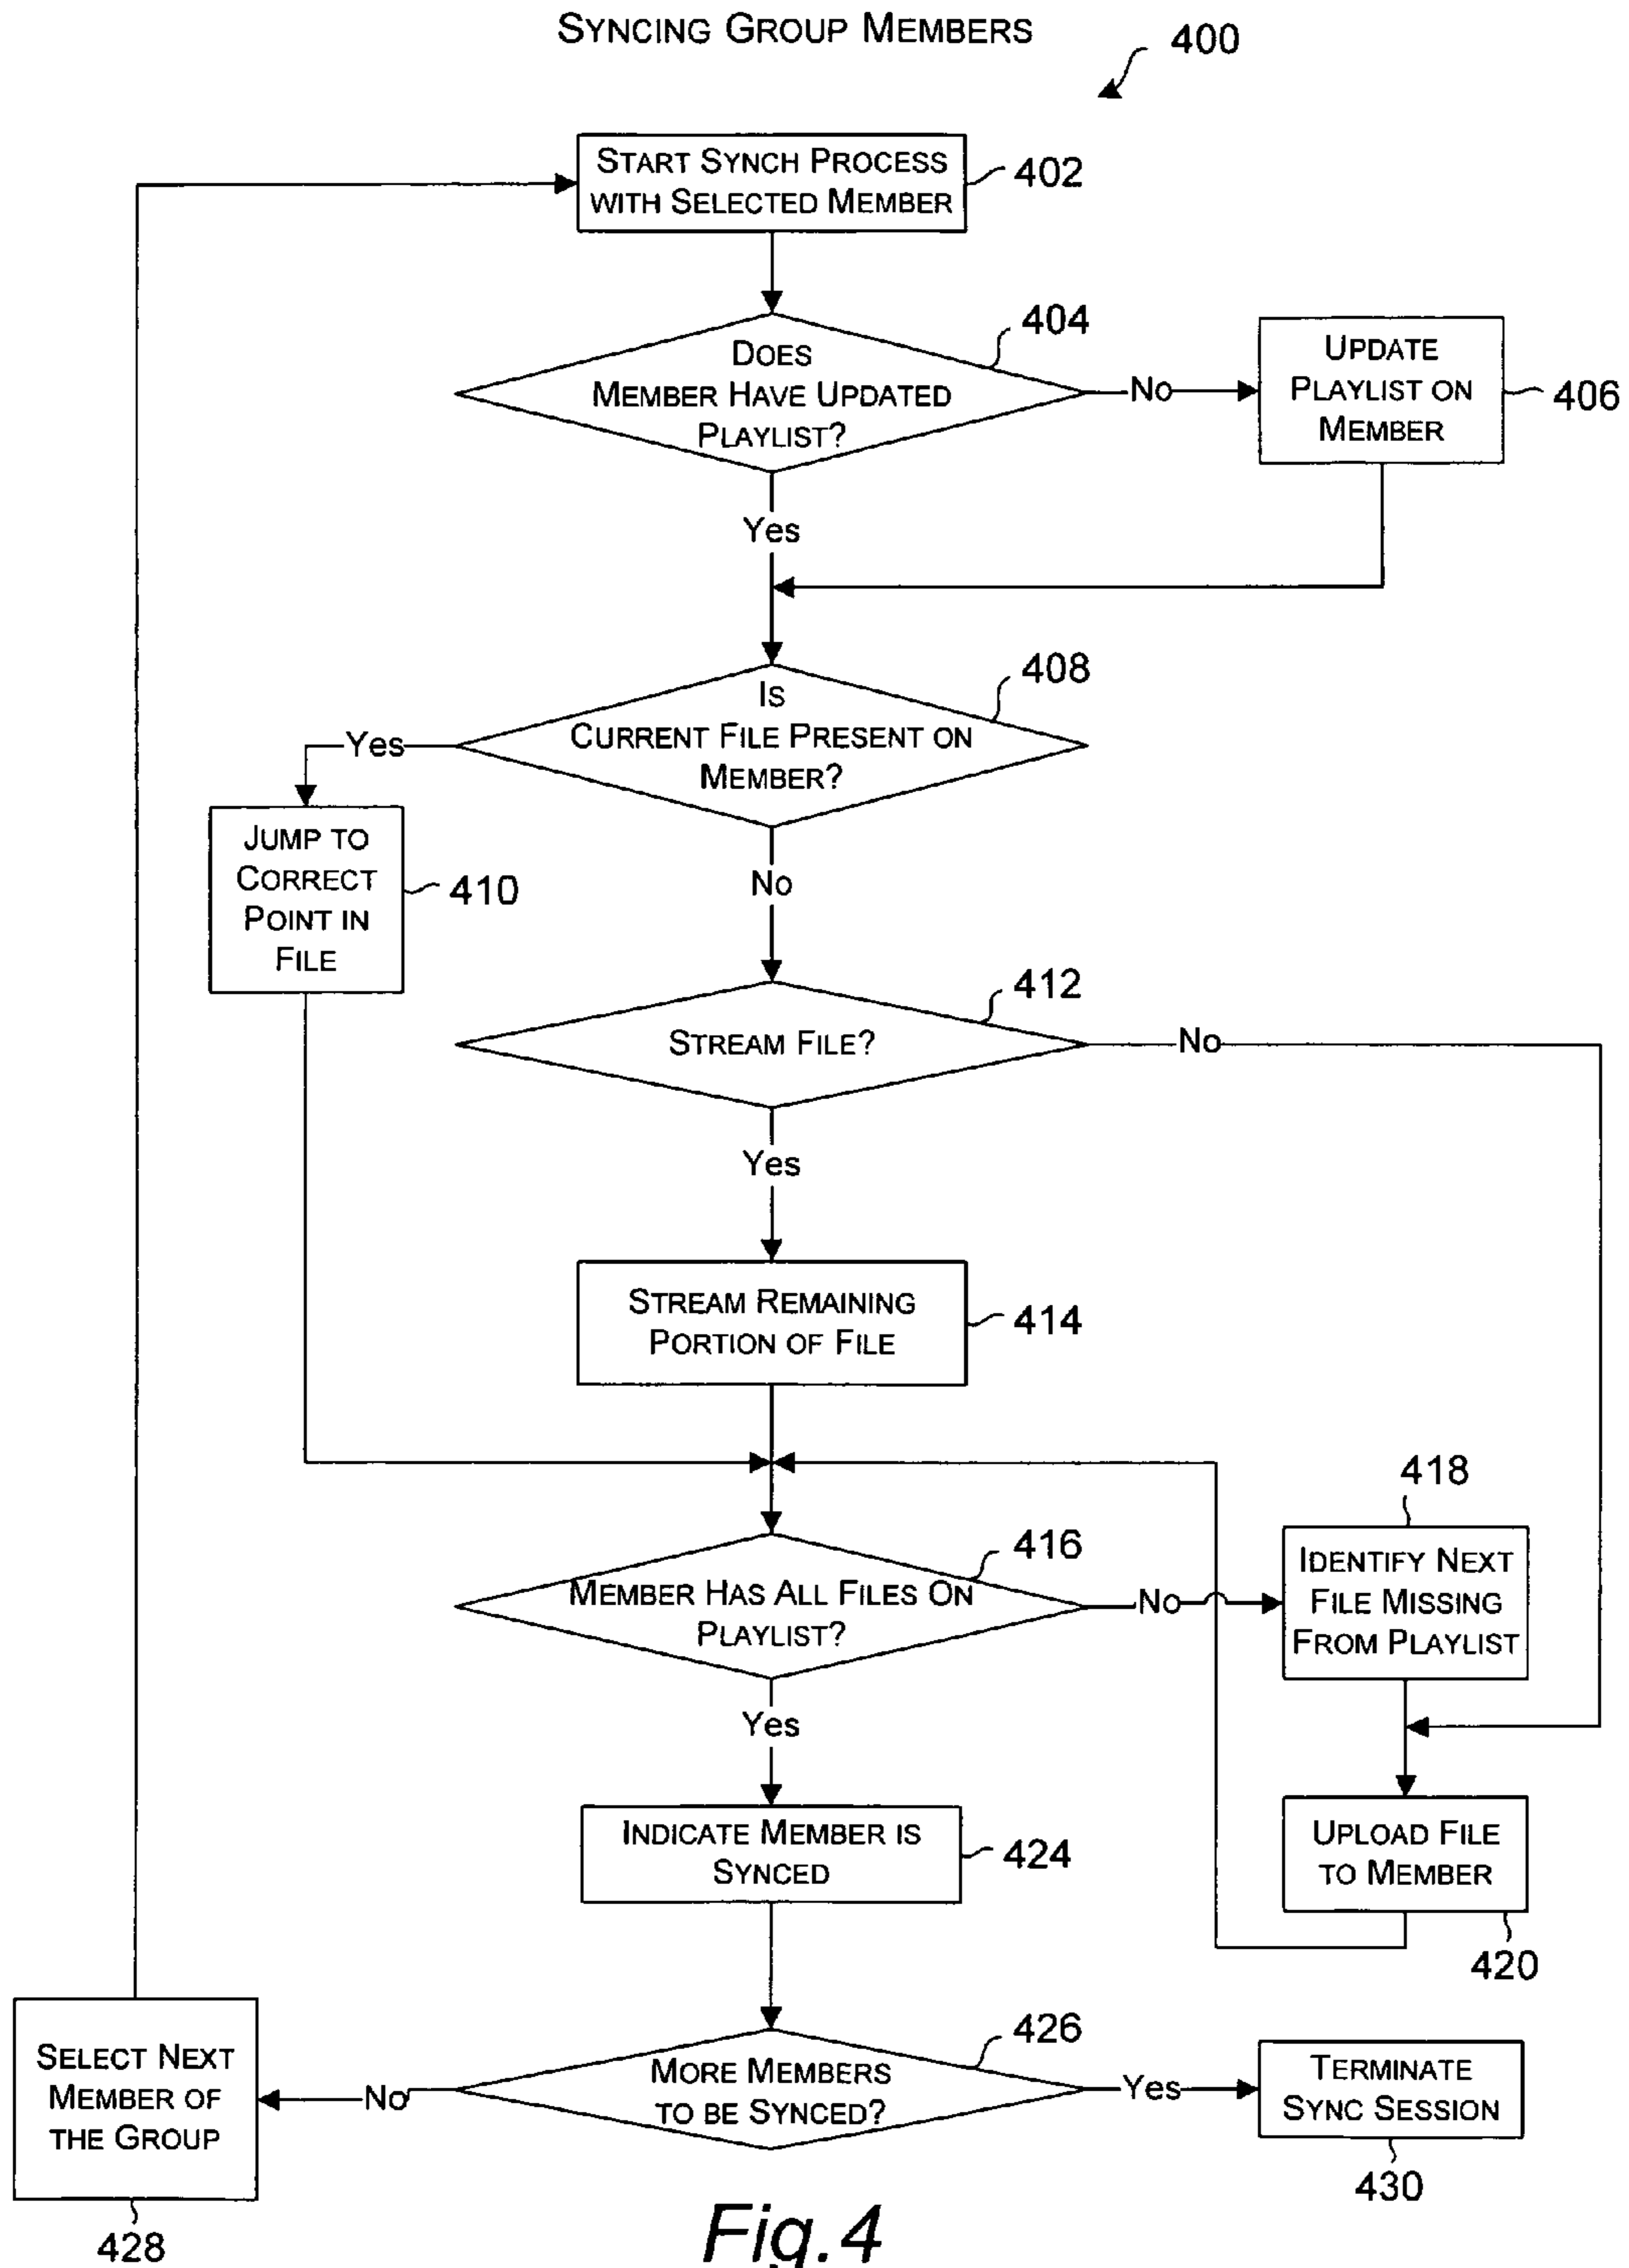 SYNCING GROUP MEMBERS
400
START SYNCH PROCESS
WITH SELECTED MEMBER
402
404
DOES
MEMBER HAVE UPDATED
PLAYLIST?
No
UPDATE
PLAYLIST ON
MEMBER
406
Yes
408
IS
CURRENT FILE PRESENT ON
MEMBER?
Yes
JUMP TO
CORRECT
POINT IN
FILE
410
No
412
STREAM FILE?
No
Yes
STREAM REMAINING
PORTION OF FILE
414
418
416
MEMBER HAS ALL FILES ON
PLAYLIST?
No
IDENTIFY NEXT
FILE MISSING
FROM PLAYLIST
Yes
INDICATE MEMBER IS
SYNCED
424
UPLOAD FILE
TO MEMBER
420
426
MORE MEMBERS
TO BE SYNCED?
No
SELECT NEXT
MEMBER OF
THE GROUP
428
Yes
TERMINATE
SYNC SESSION
430
Fig.4